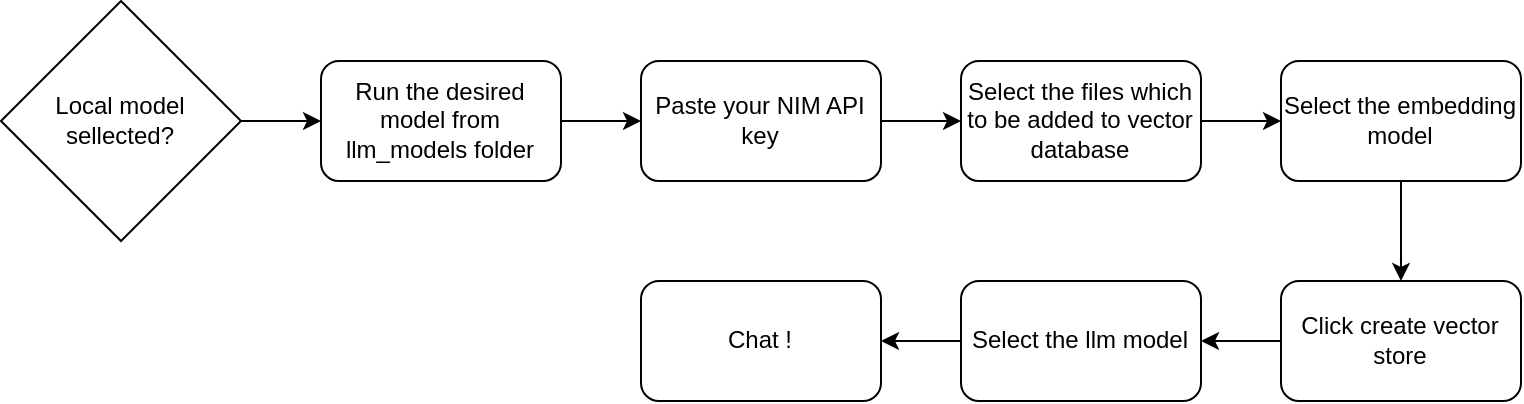 Local model
sellected?
Run the desired
model from
llm_models folder
Paste your NIM API
key
Select the files which
to be added to vector
database
Select the embedding
model
Click create vector
store
Select the llm model
Chat !